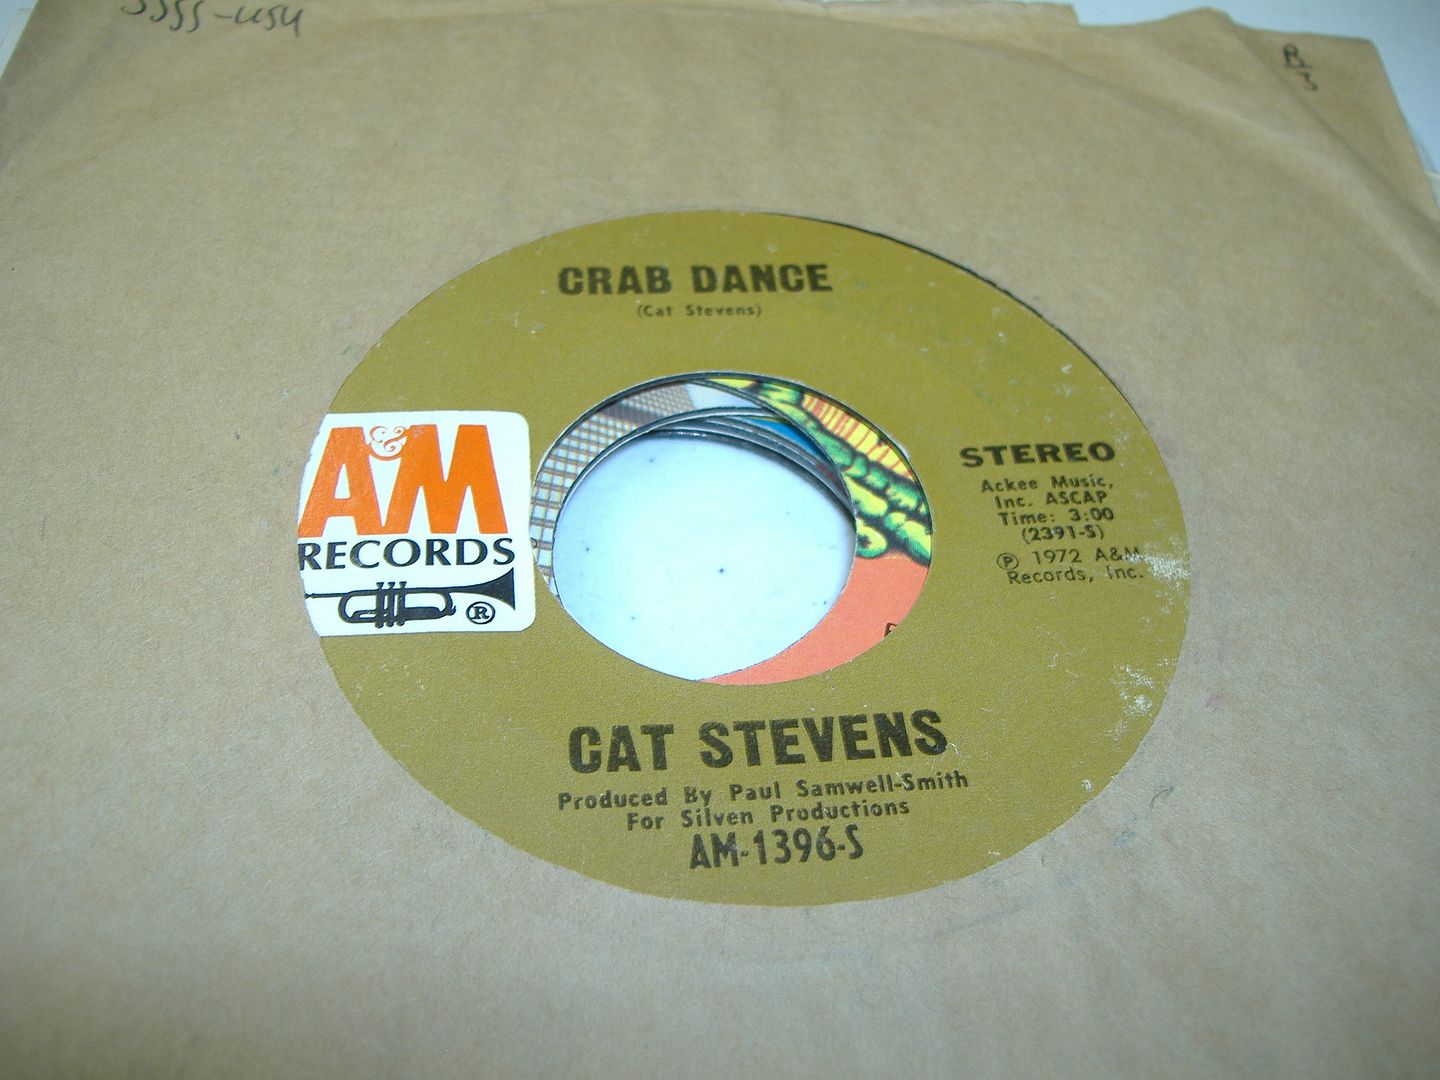 CRAB DANCE
(Cat Stevens)
A&M
RECORDS
®
STEREO
Ackee Music,
Inc. ASCAP
Time: 3:00
(2391-S)
℗ 1972 A&M
Records, Inc.
CAT STEVENS
Produced By Paul Samwell-Smith
For Silven Productions
AM-1396-S